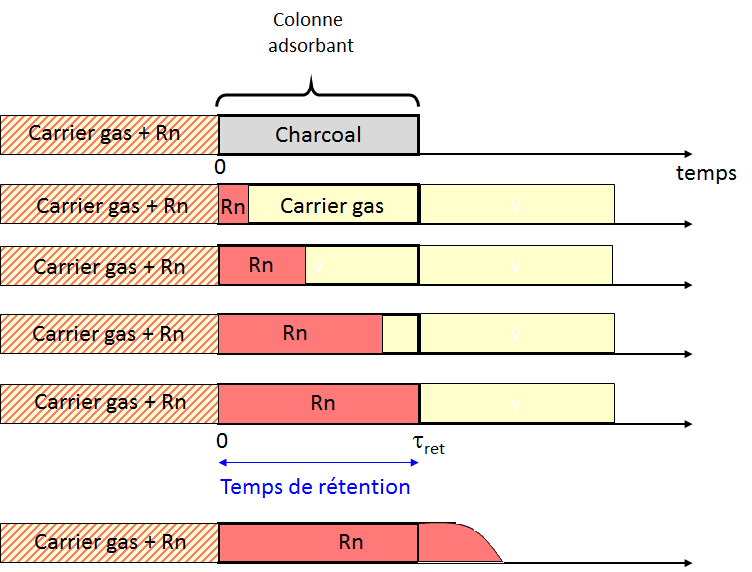 Colonne
adsorbant
Carrier gas + Rn
Charcoal
0
temps
Carrier gas + Rn
Rn
Carrier gas
v
Carrier gas + Rn
Rn
v
v
Carrier gas + Rn
Rn
v
Carrier gas + Rn
Rn
v
0
τret
Temps de rétention
Carrier gas + Rn
Rn